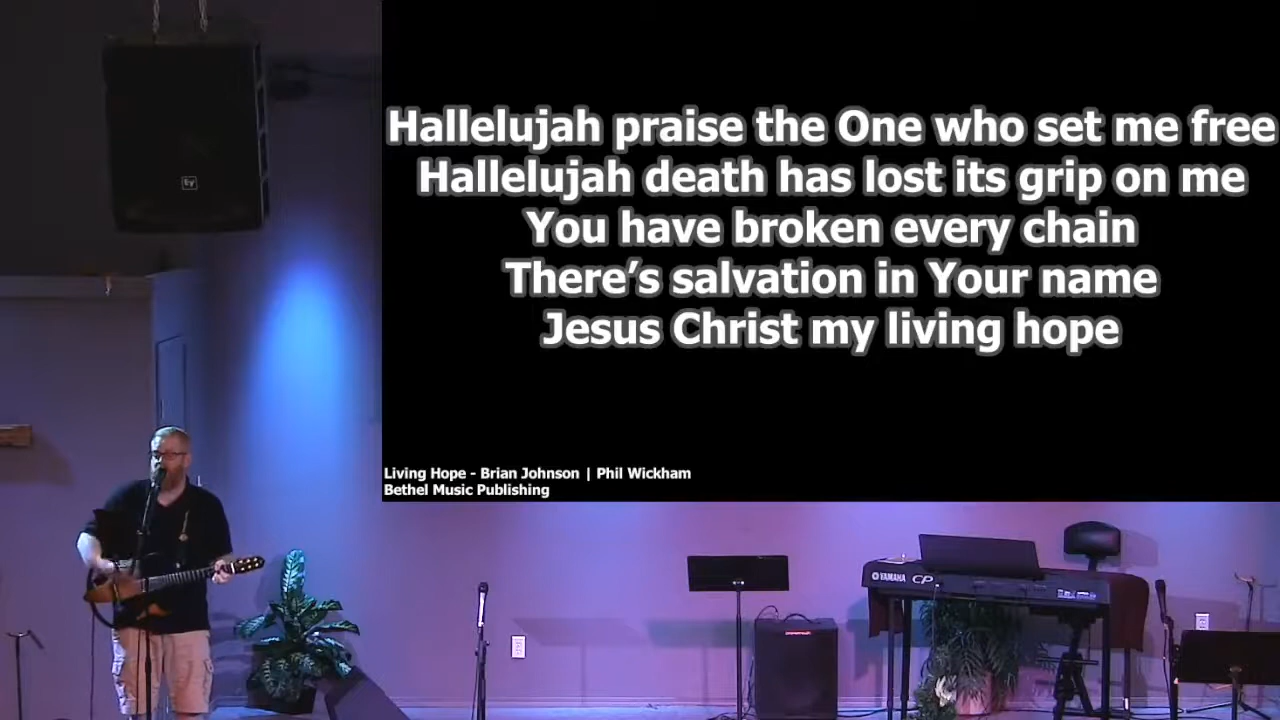 Hallelujah praise the One who set me free
Hallelujah death has lost its grip on me
You have broken every chain
There’s salvation in Your name
Jesus Christ my living hope
Living Hope - Brian Johnson | Phil Wickham
Bethel Music Publishing
EV
YAMAHA CP